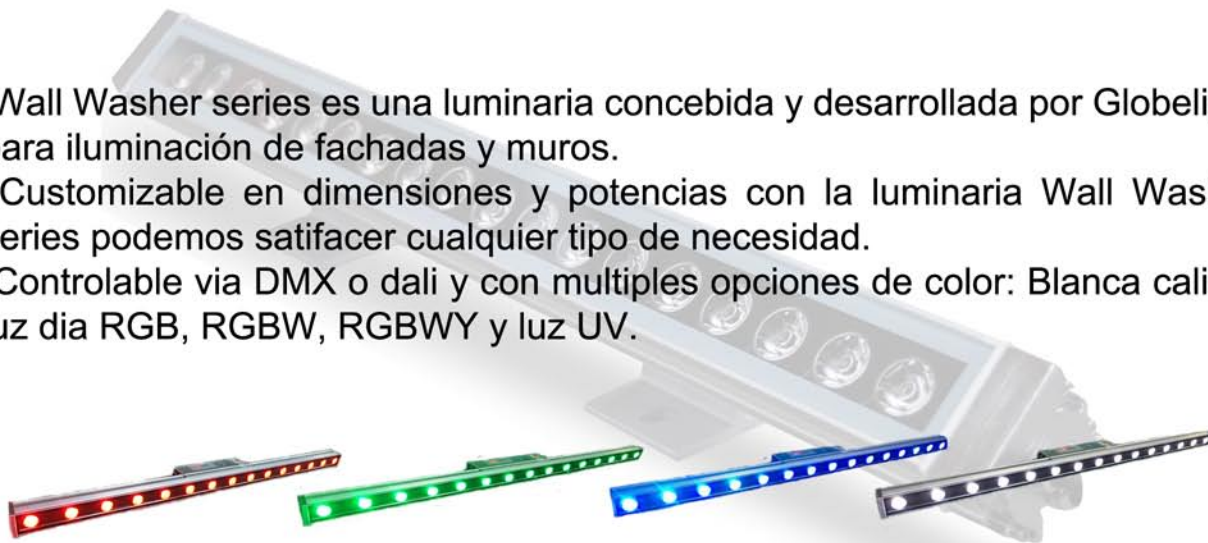 Wall Washer series es una luminaria concebida y desarrollada por Globeli
para iluminación de fachadas y muros.
Customizable en dimensiones y potencias con la luminaria Wall Was
eries podemos satifacer cualquier tipo de necesidad.
Controlable via DMX o dali y con multiples opciones de color: Blanca cali
uz dia RGB, RGBW, RGBWY y luz UV.